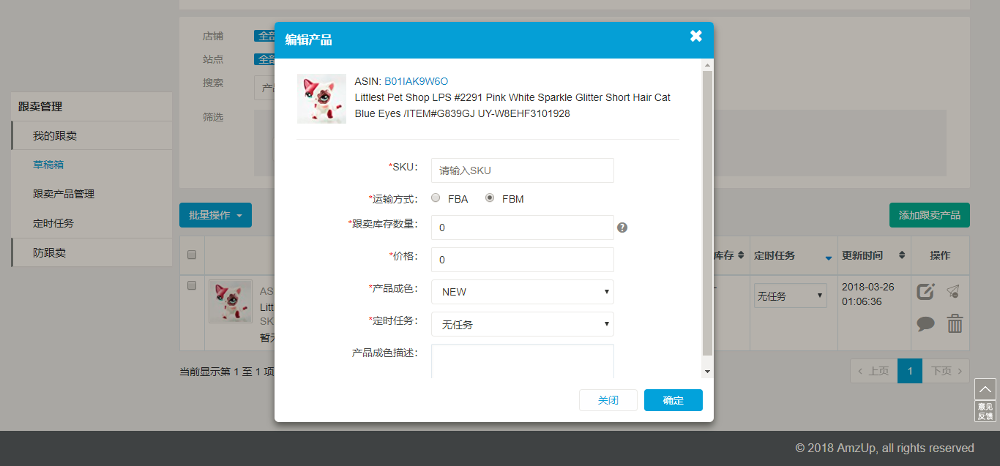 店铺
全部
站点
全部
搜索
筛选
跟卖管理
我的跟卖
草稿箱
跟卖产品管理
定时任务
防跟卖
编辑产品
ASIN: B01IAK9W6O
Littlest Pet Shop LPS #2291 Pink White Sparkle Glitter Short Hair Cat
Blue Eyes /ITEM#G839GJ UY-W8EHF3101928
*SKU:
请输入SKU
*运输方式:
FBA
FBM
*跟卖库存数量:
0
?
*价格:
0
*产品成色:
NEW
*定时任务:
无任务
产品成色描述:
关闭
确定
批量操作
添加跟卖产品
库存
定时任务
更新时间
操作
AS
Littl
SK
暂无
无任务
2018-03-26
01:06:36
当前显示第 1 至 1 项
‹ 上页
1
下页 ›
意见
反馈
© 2018 AmzUp, all rights reserved